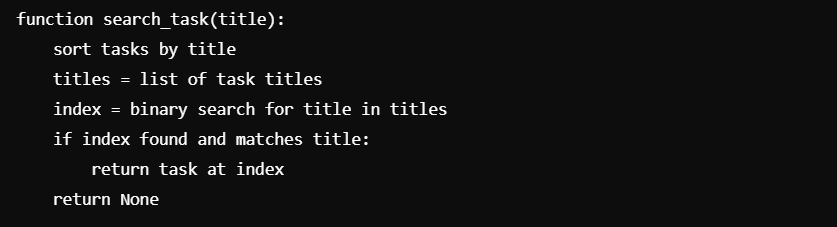 function search_task(title):
    sort tasks by title
    titles = list of task titles
    index = binary search for title in titles
    if index found and matches title:
        return task at index
    return None